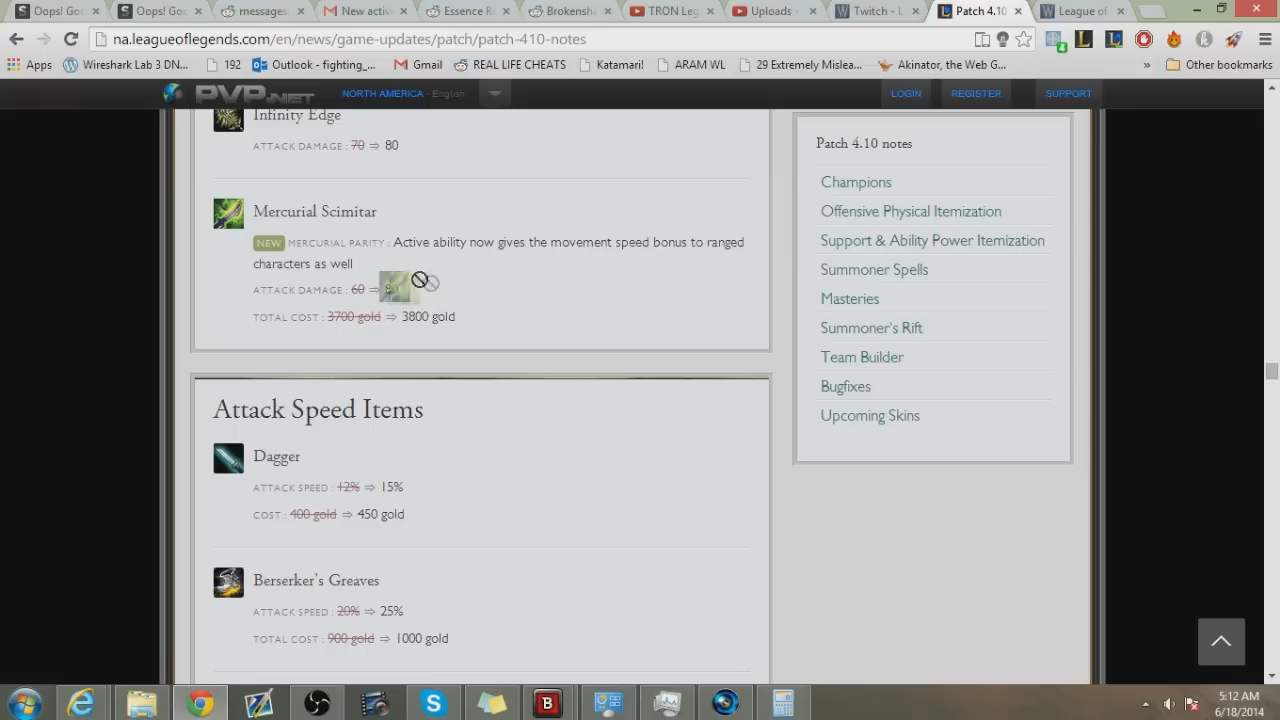 Oops! Goo
Oops! Goo
messages
New activ
Essence R
Brokensh
TRON Leg
Uploads -
Twitch - L
Patch 4.10
League of
na.leagueoflegends.com/en/news/game-updates/patch/patch-410-notes
Apps
Wireshark Lab 3 DN...
192
Outlook - fighting_...
Gmail
REAL LIFE CHEATS
Katamari!
ARAM WL
29 Extremely Mislea...
Akinator, the Web G...
»
Other bookmarks
PVP.NET
NORTH AMERICA - English
LOGIN
REGISTER
SUPPORT
Infinity Edge
ATTACK DAMAGE : 70 ⇒ 80
Mercurial Scimitar
NEW MERCURIAL PARITY : Active ability now gives the movement speed bonus to ranged
characters as well
ATTACK DAMAGE : 60 ⇒
TOTAL COST : 3700 gold ⇒ 3800 gold
Attack Speed Items
Dagger
ATTACK SPEED : 12% ⇒ 15%
COST : 400 gold ⇒ 450 gold
Berserker's Greaves
ATTACK SPEED : 20% ⇒ 25%
TOTAL COST : 900 gold ⇒ 1000 gold
Patch 4.10 notes
Champions
Offensive Physical Itemization
Support & Ability Power Itemization
Summoner Spells
Masteries
Summoner's Rift
Team Builder
Bugfixes
Upcoming Skins
5:12 AM
6/18/2014